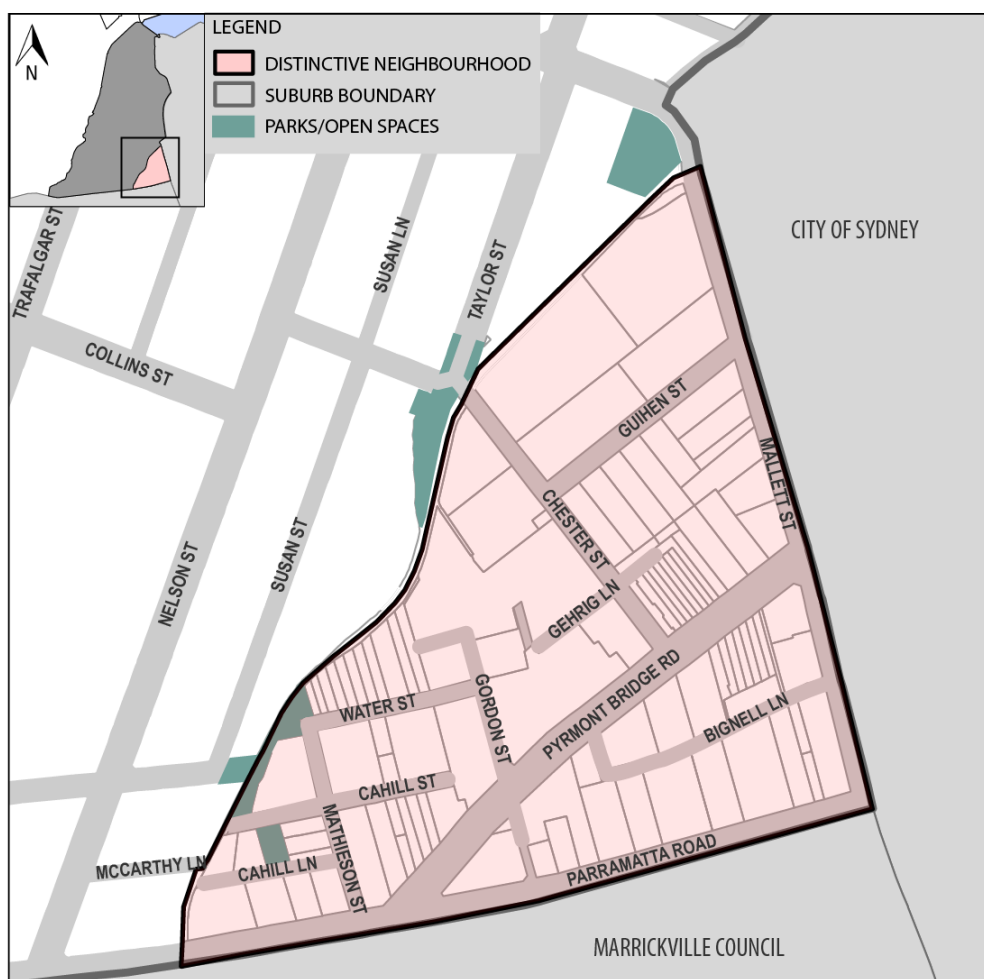 LEGEND
DISTINCTIVE NEIGHBOURHOOD
SUBURB BOUNDARY
PARKS/OPEN SPACES
N
CITY OF SYDNEY
TRAFALGAR ST
SUSAN LN
TAYLOR ST
COLLINS ST
GUIHEN ST
MALLETT ST
CHESTER ST
NELSON ST
SUSAN ST
GEHRIG LN
WATER ST
GORDON ST
PYRMONT BRIDGE RD
BIGNELL LN
CAHILL ST
MATHIESON ST
MCCARTHY LN
CAHILL LN
PARRAMATTA ROAD
MARRICKVILLE COUNCIL